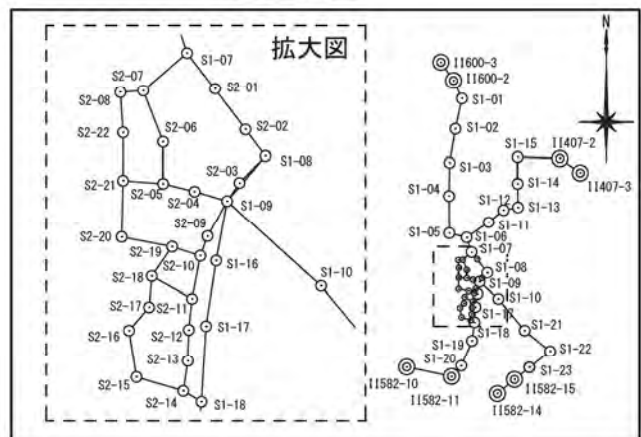 拡大図
S1-07
S2-07
S2-01
S2-08
S2-22
S2-06
S2-02
S1-08
S2-21
S2-05
S2-03
S2-04
S1-09
S2-09
S2-20
S2-19
S2-10
S1-16
S2-18
S1-10
S2-11
S2-17
S2-16
S2-12
S1-17
S2-13
S2-15
S2-14
S1-18
N
II600-3
II600-2
S1-01
S1-02
S1-15
II407-2
S1-03
S1-14
II407-3
S1-04
S1-12
S1-13
S1-11
S1-05
S1-06
S1-07
S1-08
S1-09
S1-10
S1-17
S1-18
S1-21
S1-19
S1-22
S1-20
S1-23
II582-10
II582-15
II582-11
II582-14